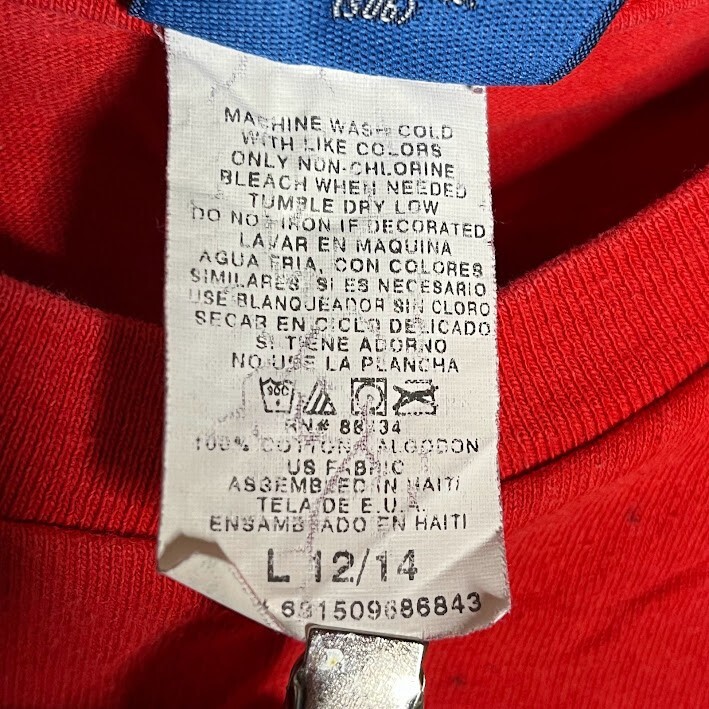 (S/6)
MACHINE WASH COLD
WITH LIKE COLORS
ONLY NON-CHLORINE
BLEACH WHEN NEEDED
TUMBLE DRY LOW
DO NOT IRON IF DECORATED
LAVAR EN MAQUINA
AGUA FRIA, CON COLORES
SIMILARES, SI ES NECESARIO
USE BLANQUEADOR SIN CLORO
SECAR EN CICLO DELICADO
SI TIENE ADORNO
NO USE LA PLANCHA
RN#
100% COTTON ALGODON
US FABRIC
ASSEMBLED IN HAITI
TELA DE E.U.A.
ENSAMBLADO EN HAITI
L 12/14